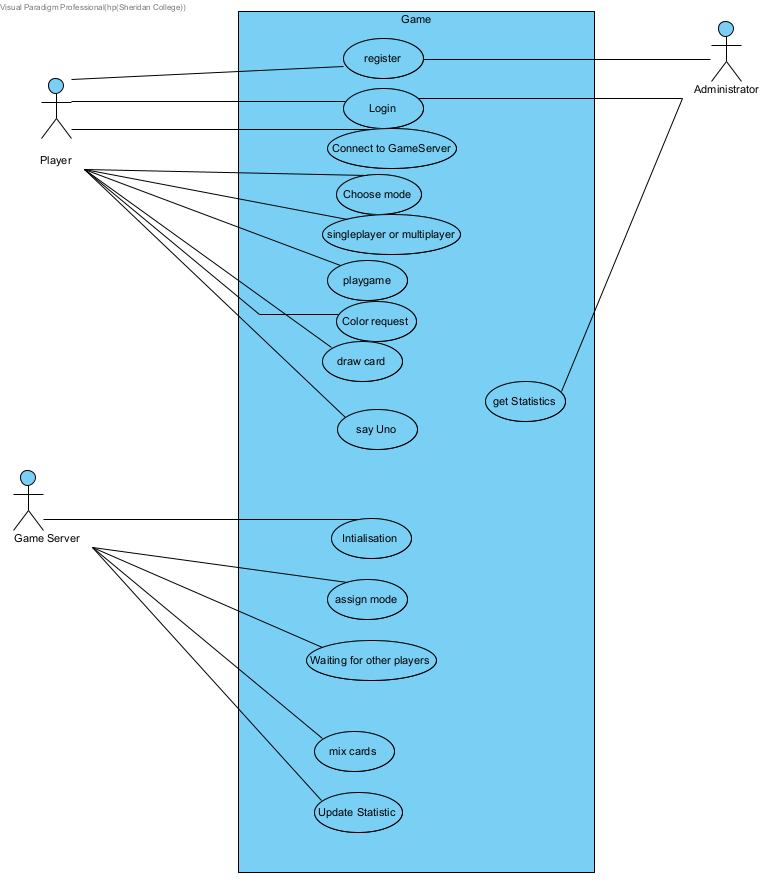 Visual Paradigm Professional(hp(Sheridan College))
Game
register
Administrator
Login
Player
Connect to GameServer
Choose mode
singleplayer or multiplayer
playgame
Color request
draw card
get Statistics
say Uno
Game Server
Intialisation
assign mode
Waiting for other players
mix cards
Update Statistic